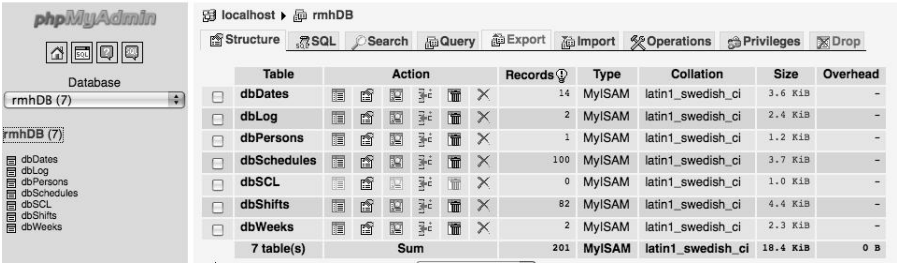 phpMyAdmin
Database
rmhDB (7)
rmhDB (7)
dbDates
dbLog
dbPersons
dbSchedules
dbSCL
dbShifts
dbWeeks
localhost ▸ rmhDB
Structure SQL Search Query Export Import Operations Privileges Drop
Table Action Records Type Collation Size Overhead
dbDates 14 MyISAM latin1_swedish_ci 3.6 KiB -
dbLog 2 MyISAM latin1_swedish_ci 2.4 KiB -
dbPersons 1 MyISAM latin1_swedish_ci 1.2 KiB -
dbSchedules 100 MyISAM latin1_swedish_ci 3.7 KiB -
dbSCL 0 MyISAM latin1_swedish_ci 1.0 KiB -
dbShifts 82 MyISAM latin1_swedish_ci 4.4 KiB -
dbWeeks 2 MyISAM latin1_swedish_ci 2.3 KiB -
7 table(s) Sum 201 MyISAM latin1_swedish_ci 18.4 KiB 0 B